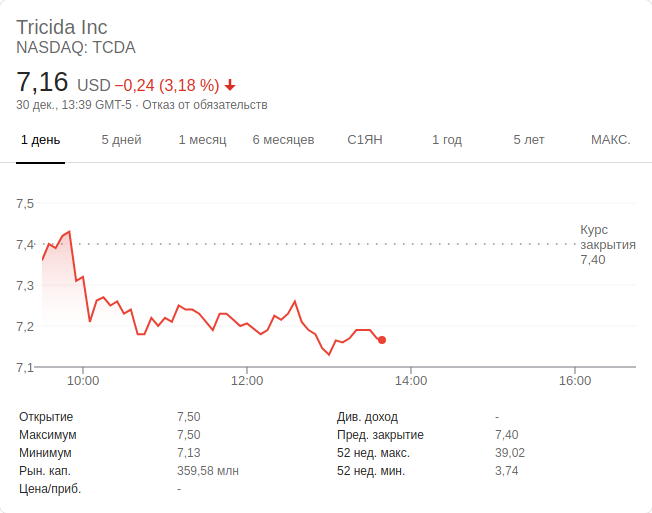 Tricida Inc
NASDAQ: TCDA
7,16 USD −0,24 (3,18 %)
30 дек., 13:39 GMT-5 · Отказ от обязательств
1 день 5 дней 1 месяц 6 месяцев С1ЯН 1 год 5 лет МАКС.
7,5
7,4
7,3
7,2
7,1
Курс
закрытия
7,40
10:00 12:00 14:00 16:00
Открытие 7,50 Див. доход -
Максимум 7,50 Пред. закрытие 7,40
Минимум 7,13 52 нед. макс. 39,02
Рын. кап. 359,58 млн 52 нед. мин. 3,74
Цена/приб. -